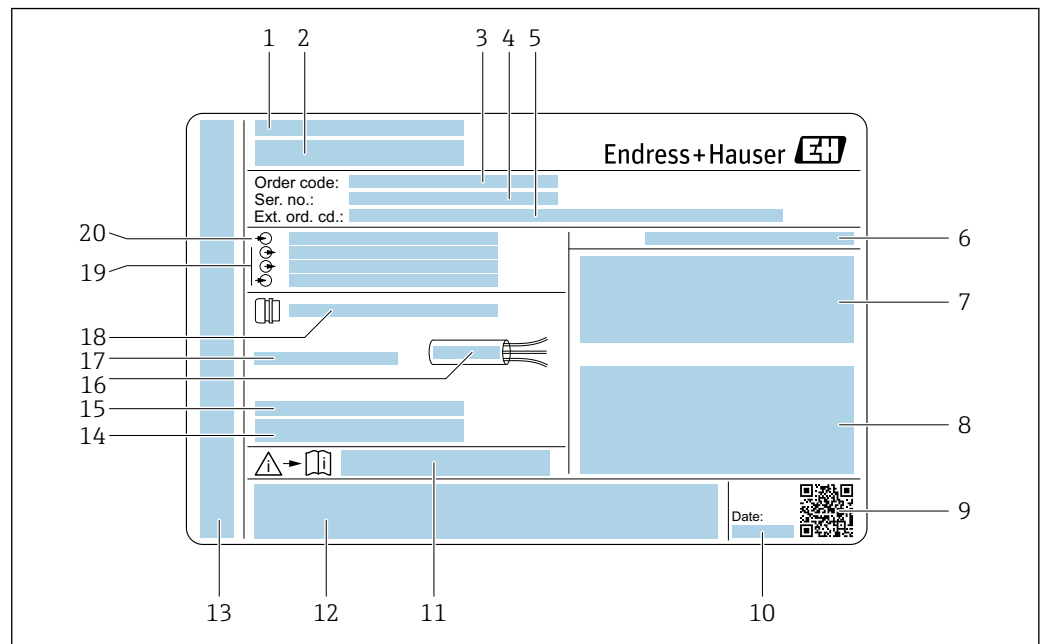 1 2 3 4 5
Endress+Hauser EH
Order code:
Ser. no.:
Ext. ord. cd.:
20
6
19
7
i i
18
17
16
15
8
14
Date:
9
13 12 11 10